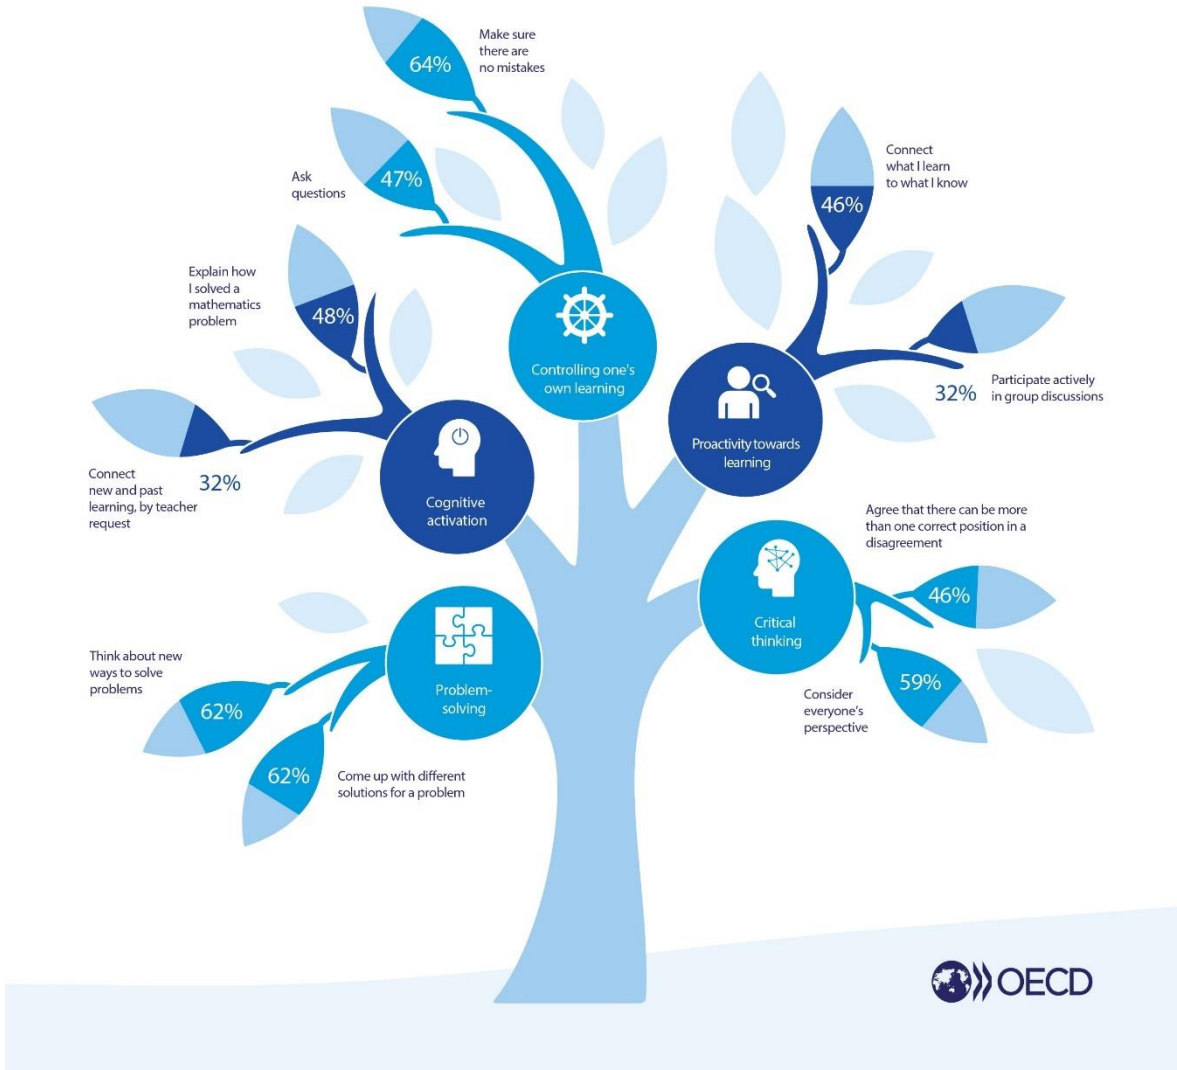 64%
Make sure
there are
no mistakes
47%
Ask
questions
46%
Connect
what I learn
to what I know
48%
Explain how
I solved a
mathematics
problem
Controlling one's
own learning
32%
Participate actively
in group discussions
Proactivity towards
learning
32%
Connect
new and past
learning, by teacher
request
Cognitive
activation
Agree that there can be more
than one correct position in a
disagreement
46%
Critical
thinking
59%
Consider
everyone's
perspective
Think about new
ways to solve
problems
62%
Problem-
solving
62%
Come up with different
solutions for a problem
OECD